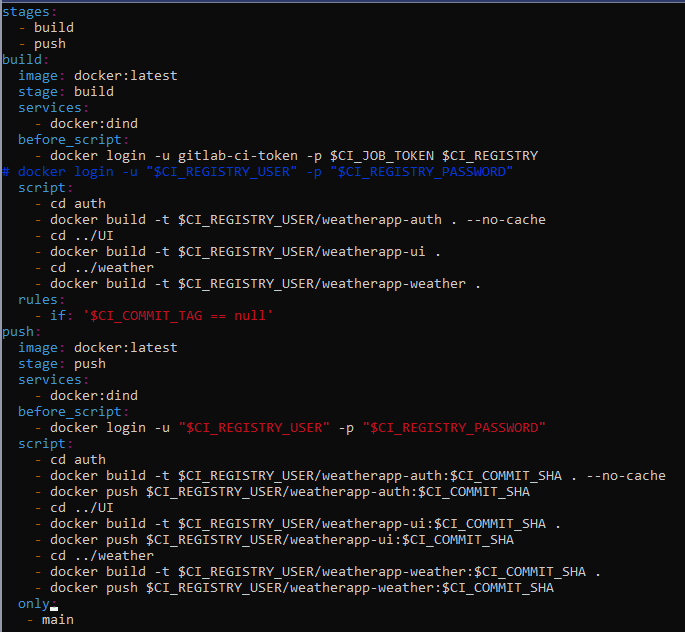 stages:
  - build
  - push
build:
  image: docker:latest
  stage: build
  services:
    - docker:dind
  before_script:
    - docker login -u gitlab-ci-token -p $CI_JOB_TOKEN $CI_REGISTRY
# docker login -u "$CI_REGISTRY_USER" -p "$CI_REGISTRY_PASSWORD"
  script:
    - cd auth
    - docker build -t $CI_REGISTRY_USER/weatherapp-auth . --no-cache
    - cd ../UI
    - docker build -t $CI_REGISTRY_USER/weatherapp-ui .
    - cd ../weather
    - docker build -t $CI_REGISTRY_USER/weatherapp-weather .
  rules:
    - if: '$CI_COMMIT_TAG == null'
push:
  image: docker:latest
  stage: push
  services:
    - docker:dind
  before_script:
    - docker login -u "$CI_REGISTRY_USER" -p "$CI_REGISTRY_PASSWORD"
  script:
    - cd auth
    - docker build -t $CI_REGISTRY_USER/weatherapp-auth:$CI_COMMIT_SHA . --no-cache
    - docker push $CI_REGISTRY_USER/weatherapp-auth:$CI_COMMIT_SHA
    - cd ../UI
    - docker build -t $CI_REGISTRY_USER/weatherapp-ui:$CI_COMMIT_SHA .
    - docker push $CI_REGISTRY_USER/weatherapp-ui:$CI_COMMIT_SHA
    - cd ../weather
    - docker build -t $CI_REGISTRY_USER/weatherapp-weather:$CI_COMMIT_SHA .
    - docker push $CI_REGISTRY_USER/weatherapp-weather:$CI_COMMIT_SHA
  only:
   - main